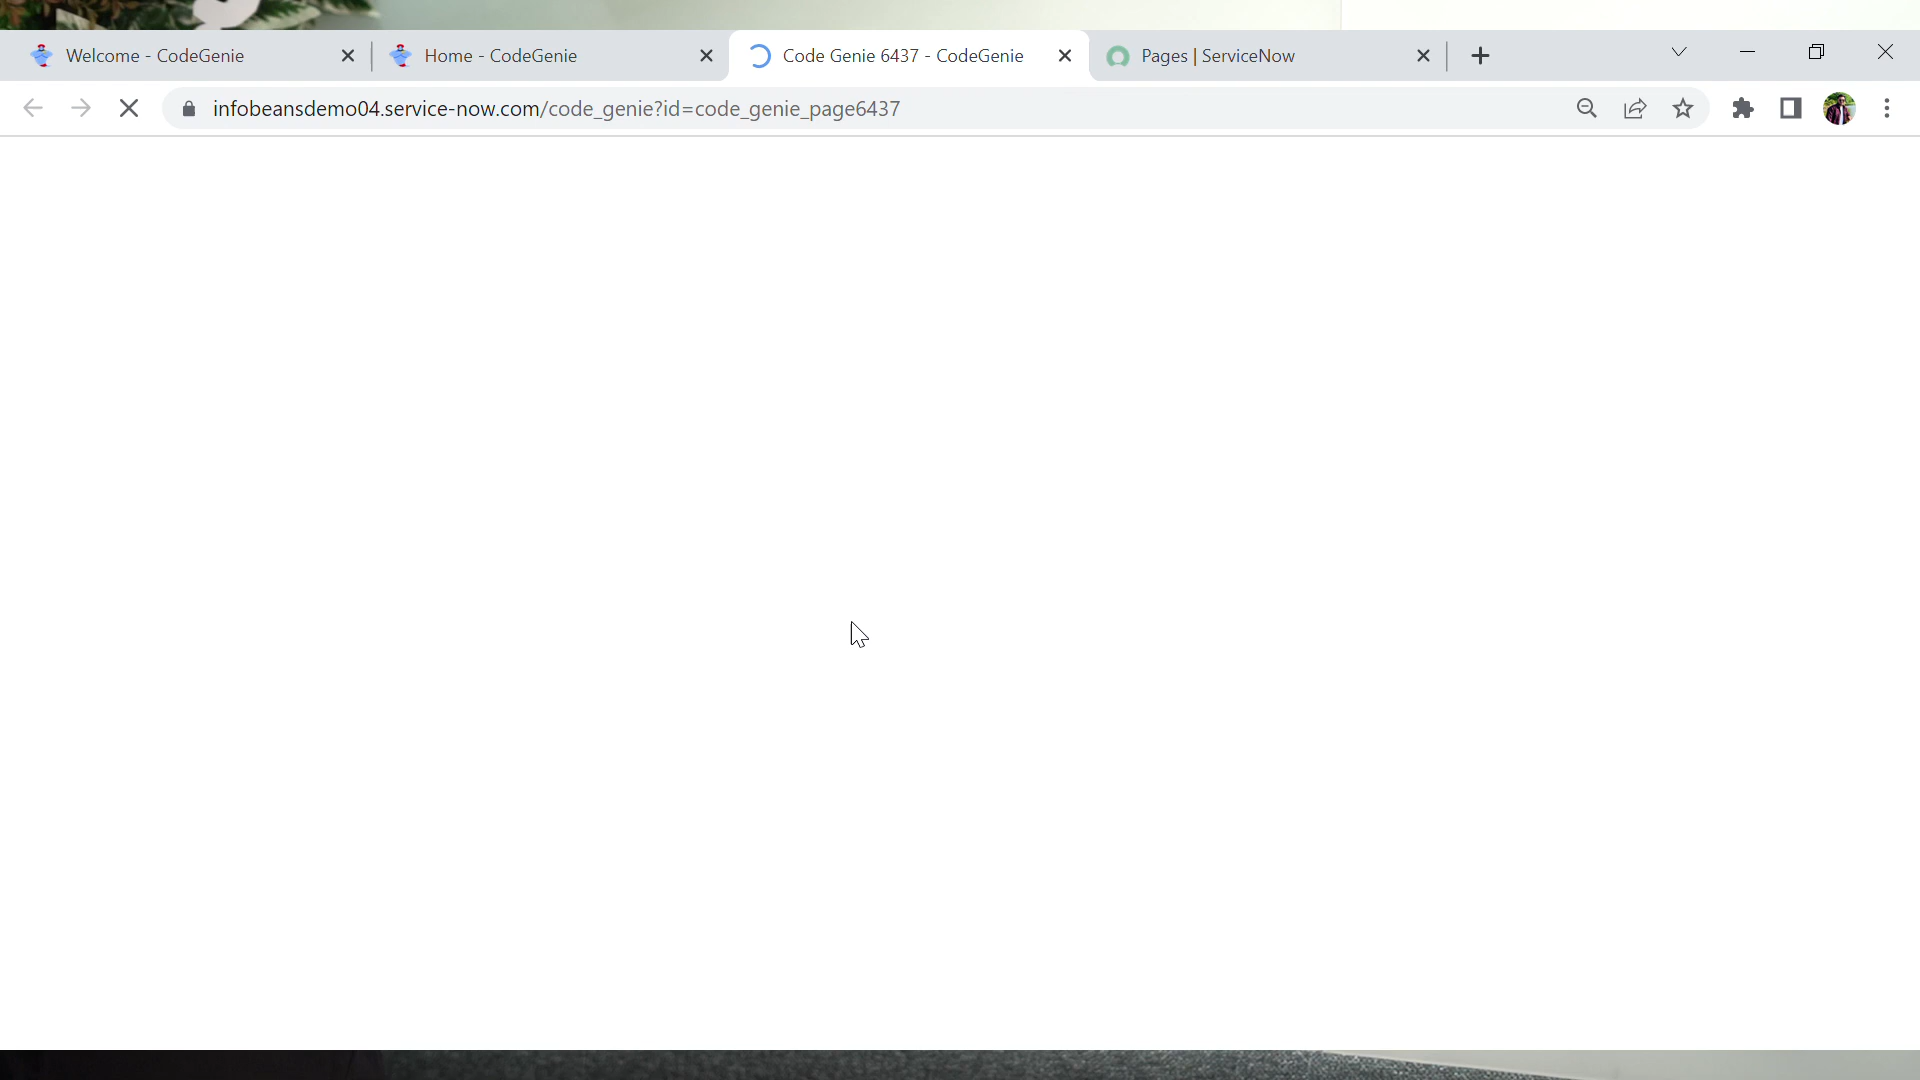 Welcome - CodeGenie
Home - CodeGenie
Code Genie 6437 - CodeGenie
Pages | ServiceNow
infobeansdemo04.service-now.com/code_genie?id=code_genie_page6437